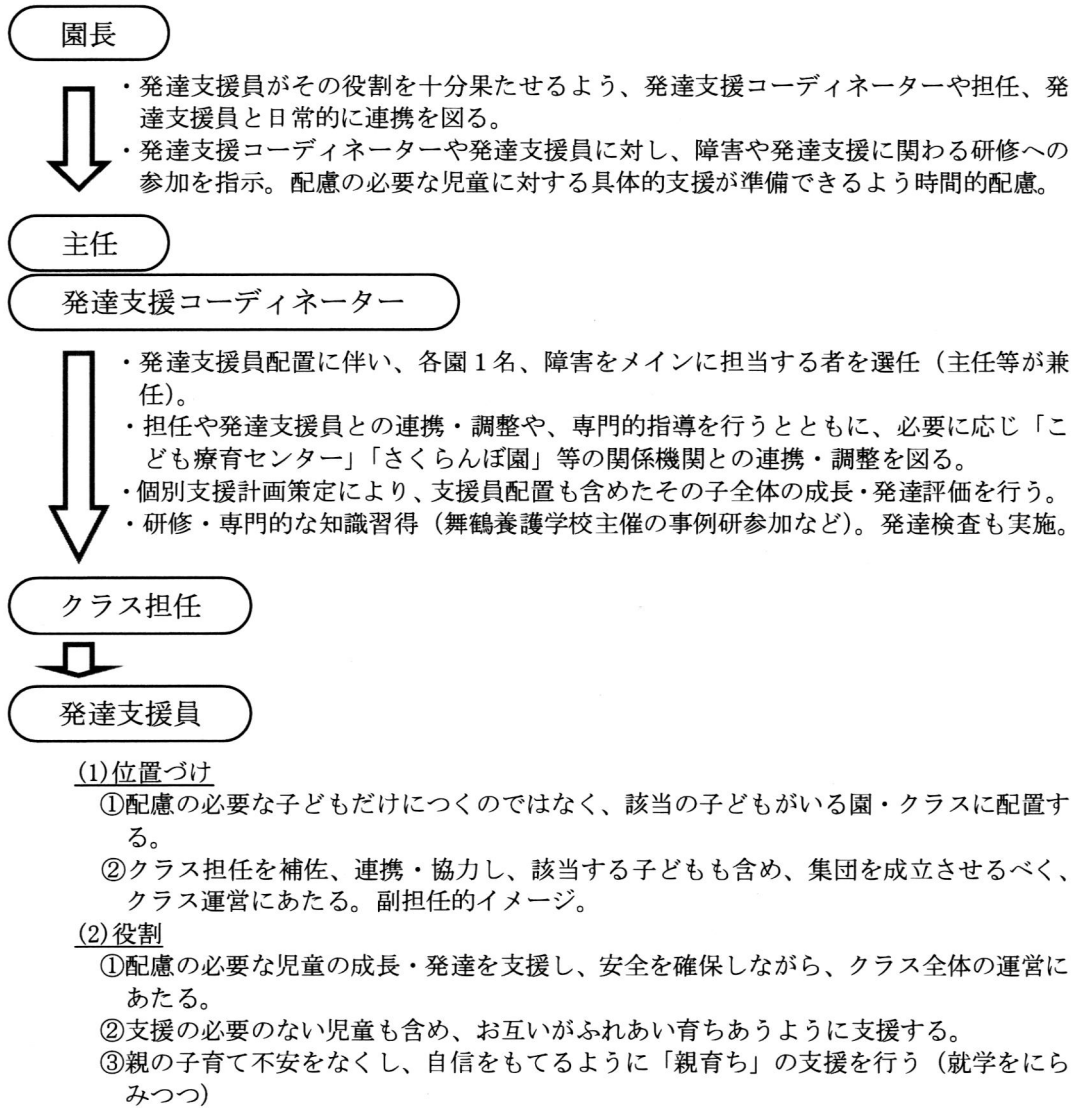 園長
・発達支援員がその役割を十分果たせるよう、発達支援コーディネーターや担任、発
達支援員と日常的に連携を図る。
・発達支援コーディネーターや発達支援員に対し、障害や発達支援に関わる研修への
参加を指示。配慮の必要な児童に対する具体的支援が準備できるよう時間的配慮。
主任
発達支援コーディネーター
・発達支援員配置に伴い、各園1名、障害をメインに担当する者を選任（主任等が兼
任）。
・担任や発達支援員との連携・調整や、専門的指導を行うとともに、必要に応じ「こ
ども療育センター」「さくらんぼ園」等の関係機関との連携・調整を図る。
・個別支援計画策定により、支援員配置も含めたその子全体の成長・発達評価を行う。
・研修・専門的な知識習得（舞鶴養護学校主催の事例研参加など）。発達検査も実施。
クラス担任
発達支援員
(1)位置づけ
①配慮の必要な子どもだけにつくのではなく、該当の子どもがいる園・クラスに配置す
る。
②クラス担任を補佐、連携・協力し、該当する子どもも含め、集団を成立させるべく、
クラス運営にあたる。副担任的イメージ。
(2)役割
①配慮の必要な児童の成長・発達を支援し、安全を確保しながら、クラス全体の運営に
あたる。
②支援の必要のない児童も含め、お互いがふれあい育ちあうように支援する。
③親の子育て不安をなくし、自信をもてるように「親育ち」の支援を行う（就学をにら
みつつ）